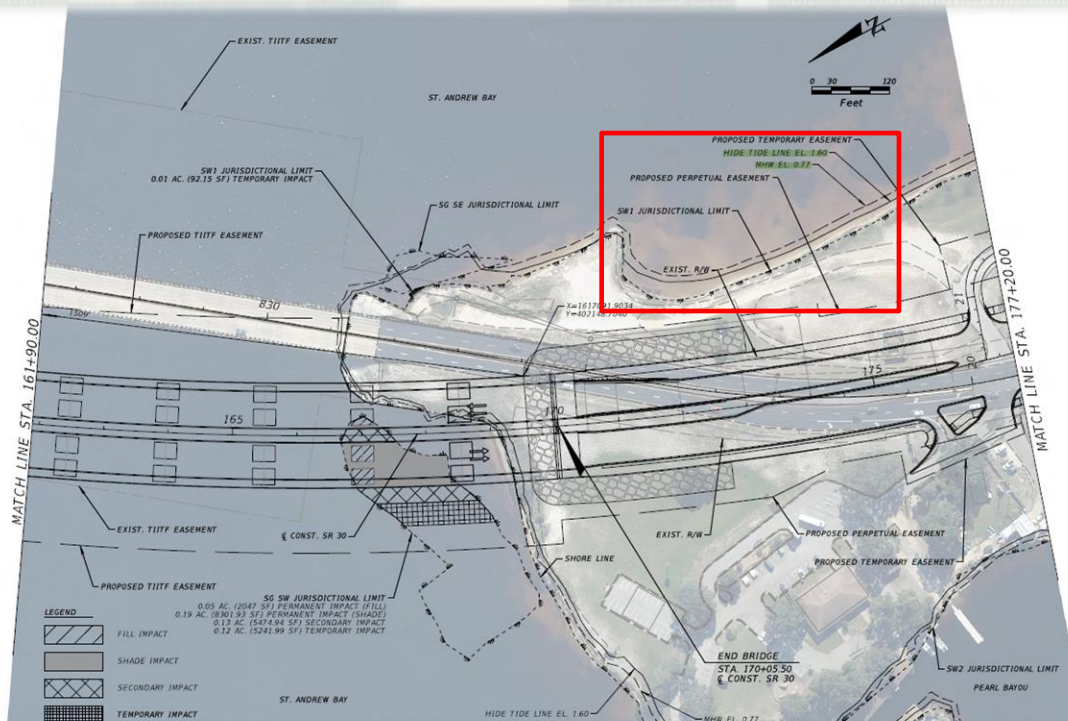 EXIST. TIITF EASEMENT
ST. ANDREW BAY
0 30 120
Feet
PROPOSED TEMPORARY EASEMENT
HIDE TIDE LINE EL. 1.60
MHW EL. 0.77
PROPOSED PERPETUAL EASEMENT
SW1 JURISDICTIONAL LIMIT
0.01 AC. (92.15 SF) TEMPORARY IMPACT
SG SE JURISDICTIONAL LIMIT
SW1 JURISDICTIONAL LIMIT
PROPOSED TIITF EASEMENT
EXIST. R/W
830
MATCH LINE STA. 161+90.00
MATCH LINE STA. 177+20.00
165
170
175
20
EXIST. TIITF EASEMENT
℄ CONST. SR 30
EXIST. R/W
PROPOSED PERPETUAL EASEMENT
SHORE LINE
PROPOSED TEMPORARY EASEMENT
PROPOSED TIITF EASEMENT
SG SW JURISDICTIONAL LIMIT
0.05 AC. (2047 SF) PERMANENT IMPACT (FILL)
0.19 AC. (8301.93 SF) PERMANENT IMPACT (SHADE)
0.13 AC. (5474.94 SF) SECONDARY IMPACT
0.12 AC. (5241.99 SF) TEMPORARY IMPACT
LEGEND
FILL IMPACT
SHADE IMPACT
SECONDARY IMPACT
TEMPORARY IMPACT
END BRIDGE
STA. 170+05.50
℄ CONST. SR 30
SW2 JURISDICTIONAL LIMIT
PEARL BAYOU
ST. ANDREW BAY
HIDE TIDE LINE EL. 1.60
MHW EL. 0.77